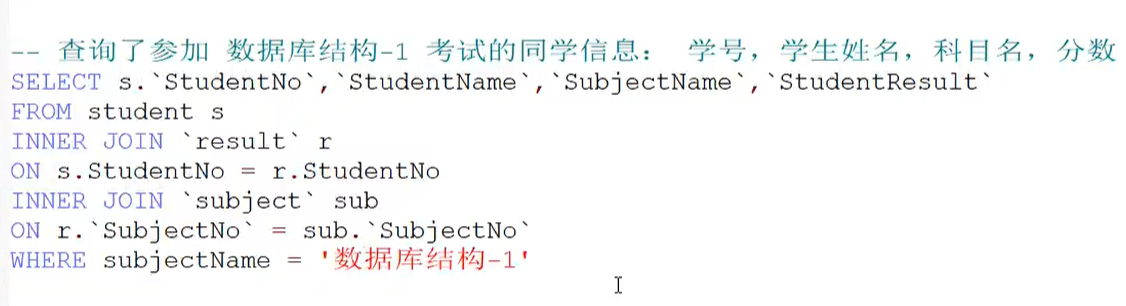 -- 查询了参加 数据库结构-1 考试的同学信息： 学号，学生姓名，科目名，分数
SELECT s.`StudentNo`,`StudentName`,`SubjectName`,`StudentResult`
FROM student s
INNER JOIN `result` r
ON s.StudentNo = r.StudentNo
INNER JOIN `subject` sub
ON r.`SubjectNo` = sub.`SubjectNo`
WHERE subjectName = '数据库结构-1'